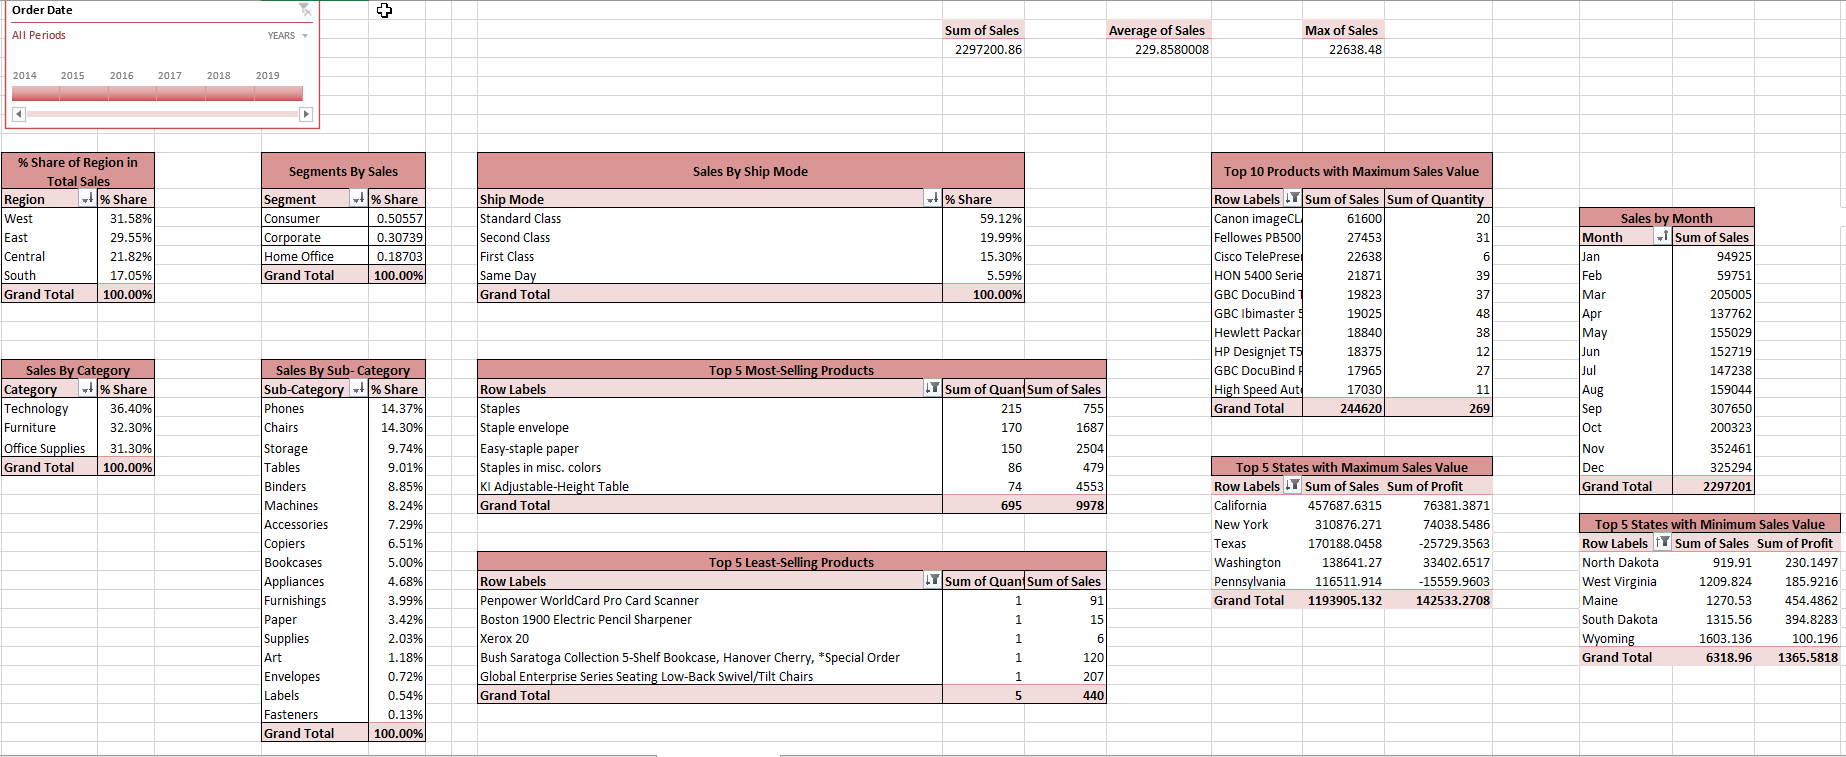 Order Date
All Periods YEARS
2014 2015 2016 2017 2018 2019
Sum of Sales Average of Sales Max of Sales
2297200.86 229.8580008 22638.48
% Share of Region in
Total Sales
Region % Share
West 31.58%
East 29.55%
Central 21.82%
South 17.05%
Grand Total 100.00%
Segments By Sales
Segment % Share
Consumer 0.50557
Corporate 0.30739
Home Office 0.18703
Grand Total 100.00%
Sales By Ship Mode
Ship Mode % Share
Standard Class 59.12%
Second Class 19.99%
First Class 15.30%
Same Day 5.59%
Grand Total 100.00%
Top 10 Products with Maximum Sales Value
Row Labels Sum of Sales Sum of Quantity
Canon imageCL 61600 20
Fellowes PB500 27453 31
Cisco TelePreser 22638 6
HON 5400 Serie 21871 39
GBC DocuBind T 19823 37
GBC Ibimaster 5 19025 48
Hewlett Packar 18840 38
HP Designjet T5 18375 12
GBC DocuBind P 17965 27
High Speed Aut 17030 11
Grand Total 244620 269
Sales by Month
Month Sum of Sales
Jan 94925
Feb 59751
Mar 205005
Apr 137762
May 155029
Jun 152719
Jul 147238
Aug 159044
Sep 307650
Oct 200323
Nov 352461
Dec 325294
Grand Total 2297201
Sales By Category
Category % Share
Technology 36.40%
Furniture 32.30%
Office Supplies 31.30%
Grand Total 100.00%
Sales By Sub- Category
Sub-Category % Share
Phones 14.37%
Chairs 14.30%
Storage 9.74%
Tables 9.01%
Binders 8.85%
Machines 8.24%
Accessories 7.29%
Copiers 6.51%
Bookcases 5.00%
Appliances 4.68%
Furnishings 3.99%
Paper 3.42%
Supplies 2.03%
Art 1.18%
Envelopes 0.72%
Labels 0.54%
Fasteners 0.13%
Grand Total 100.00%
Top 5 Most-Selling Products
Row Labels Sum of Quant Sum of Sales
Staples 215 755
Staple envelope 170 1687
Easy-staple paper 150 2504
Staples in misc. colors 86 479
KI Adjustable-Height Table 74 4553
Grand Total 695 9978
Top 5 Least-Selling Products
Row Labels Sum of Quant Sum of Sales
Penpower WorldCard Pro Card Scanner 1 91
Boston 1900 Electric Pencil Sharpener 1 15
Xerox 20 1 6
Bush Saratoga Collection 5-Shelf Bookcase, Hanover Cherry, *Special Order 1 120
Global Enterprise Series Seating Low-Back Swivel/Tilt Chairs 1 207
Grand Total 5 440
Top 5 States with Maximum Sales Value
Row Labels Sum of Sales Sum of Profit
California 457687.6315 76381.3871
New York 310876.271 74038.5486
Texas 170188.0458 -25729.3563
Washington 138641.27 33402.6517
Pennsylvania 116511.914 -15559.9603
Grand Total 1193905.132 142533.2708
Top 5 States with Minimum Sales Value
Row Labels Sum of Sales Sum of Profit
North Dakota 919.91 230.1497
West Virginia 1209.824 185.9216
Maine 1270.53 454.4862
South Dakota 1315.56 394.8283
Wyoming 1603.136 100.196
Grand Total 6318.96 1365.5818